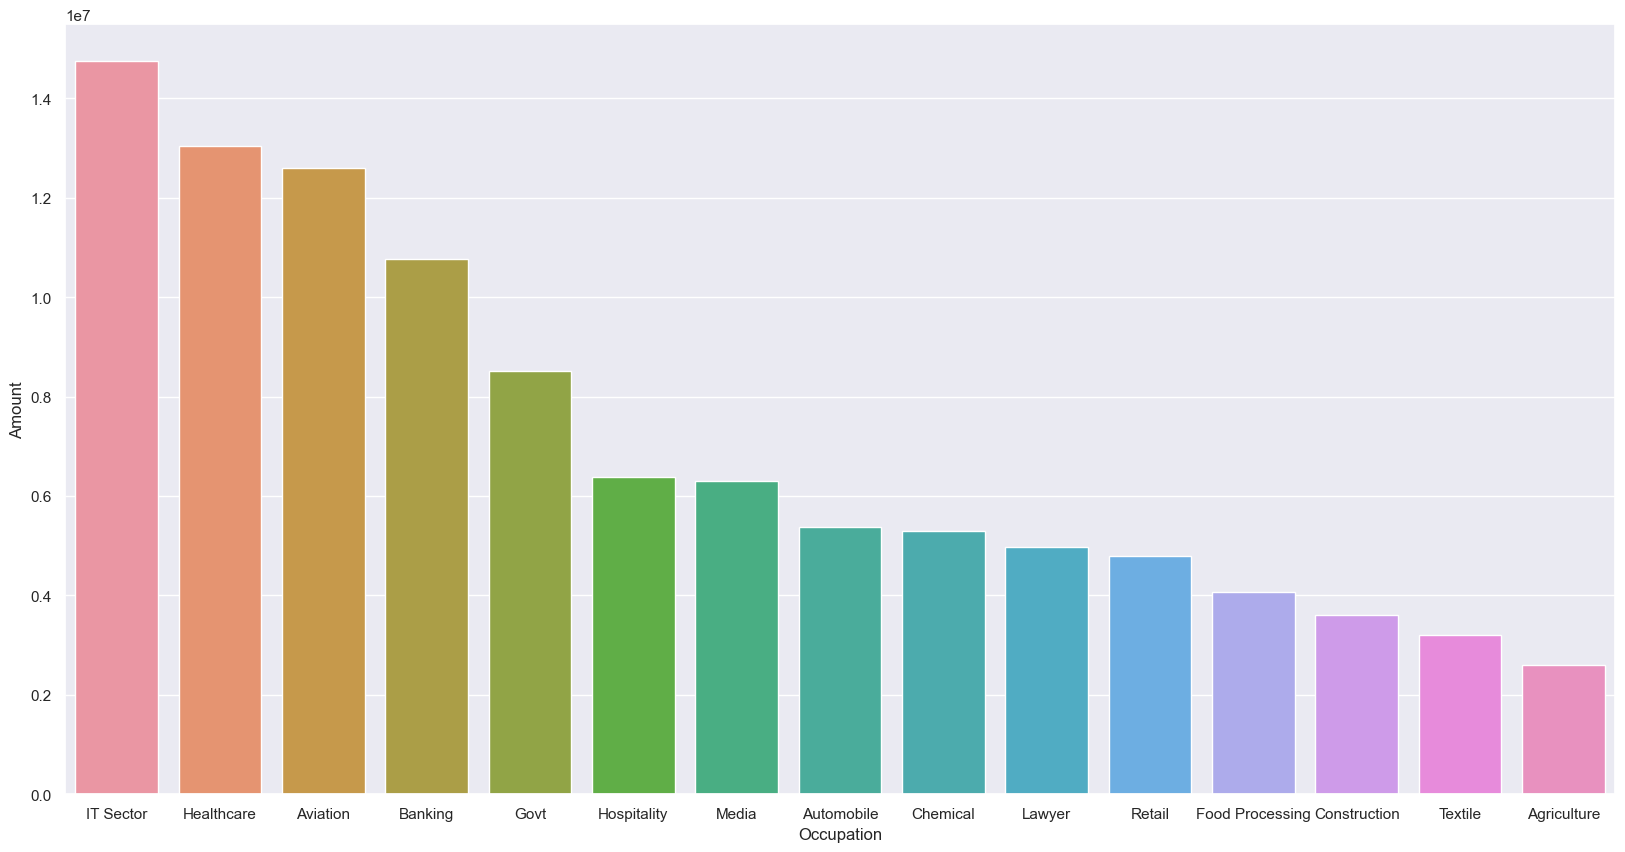 1e7
1.4
1.2
1.0
0.8
0.6
0.4
0.2
0.0
Amount
IT Sector Healthcare Aviation Banking Govt Hospitality Media Automobile Chemical Lawyer Retail Food Processing Construction Textile Agriculture
Occupation